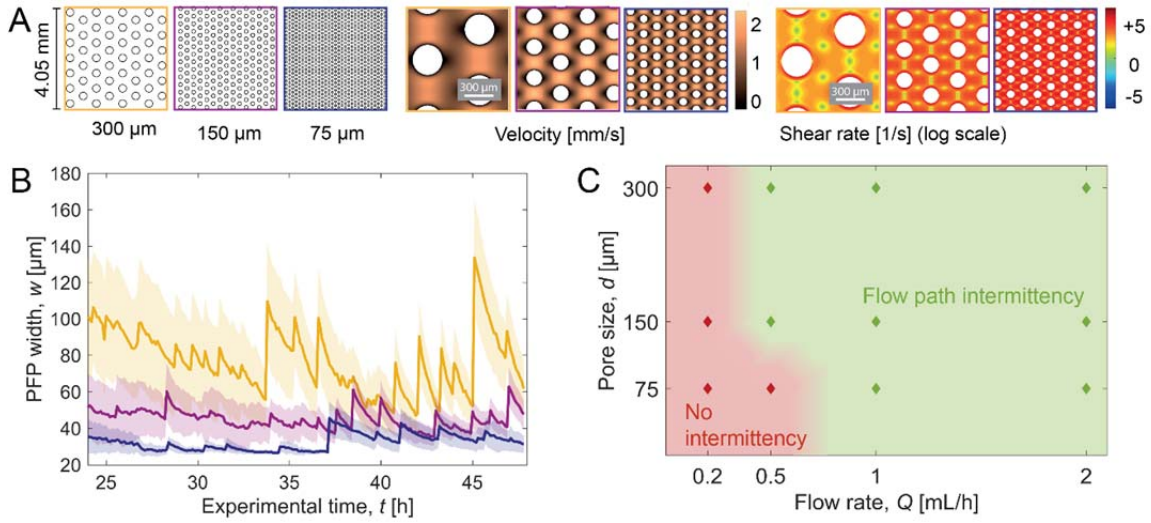 A
4.05 mm
300 µm
150 µm
75 µm
300 µm
2
1
0
Velocity [mm/s]
300 µm
+5
0
-5
Shear rate [1/s] (log scale)
B
180
160
140
120
100
80
60
40
20
PFP width, w [µm]
25
30
35
40
45
Experimental time, t [h]
C
300
150
75
Pore size, d [µm]
Flow path intermittency
No
intermittency
0.2
0.5
1
2
Flow rate, Q [mL/h]